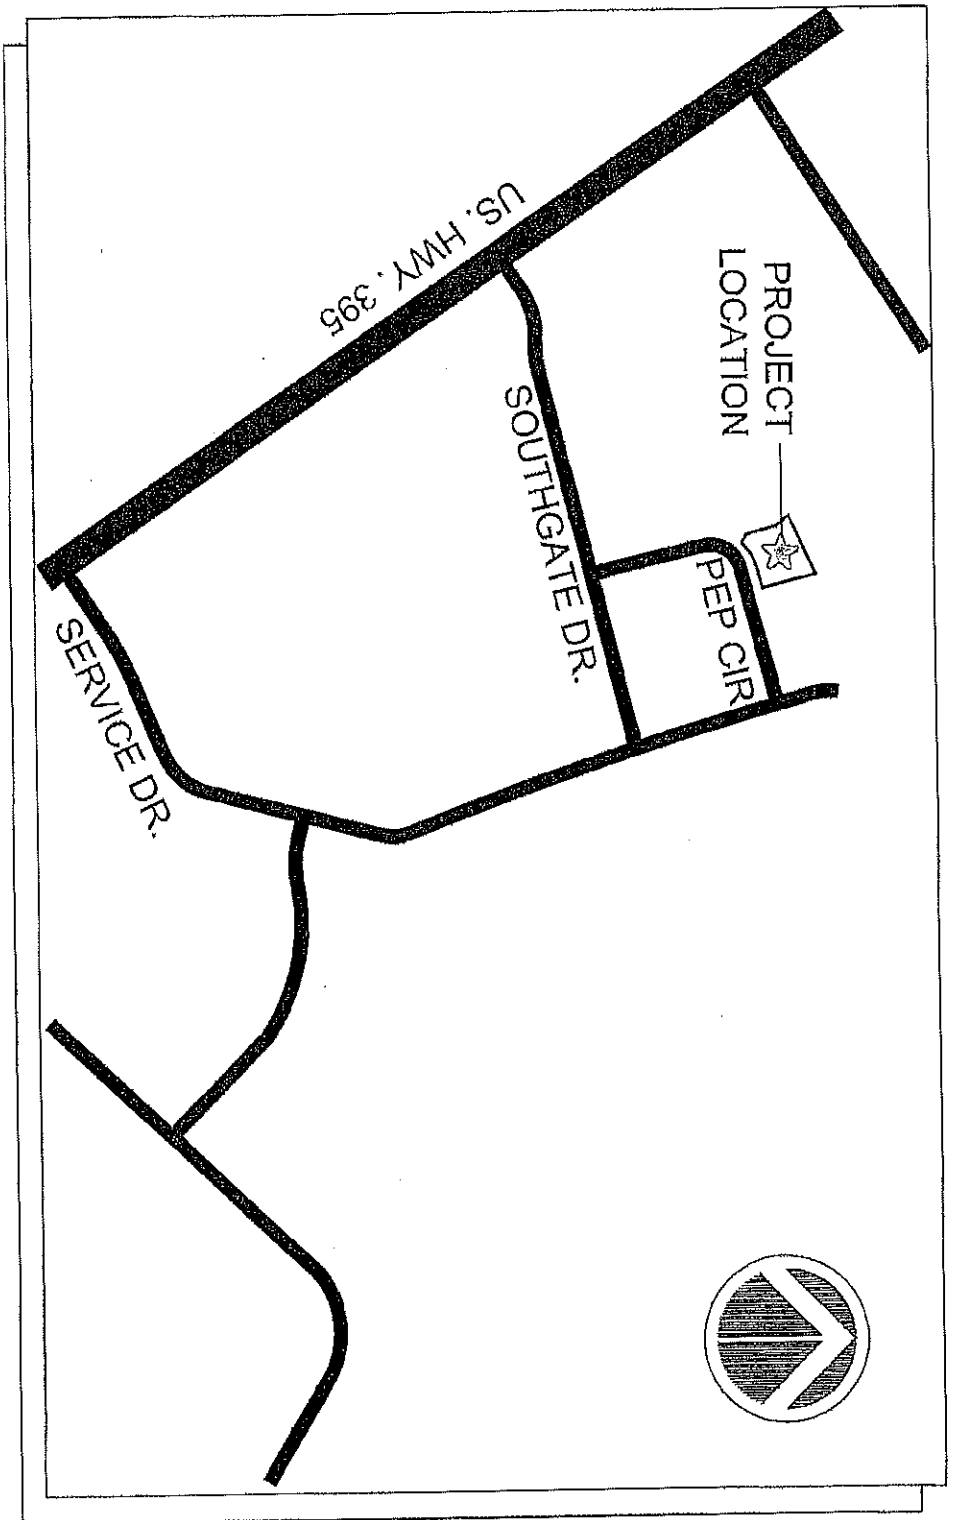 PROJECT
LOCATION
US. HWY. 395
SOUTHGATE DR.
PEP CIR
SERVICE DR.